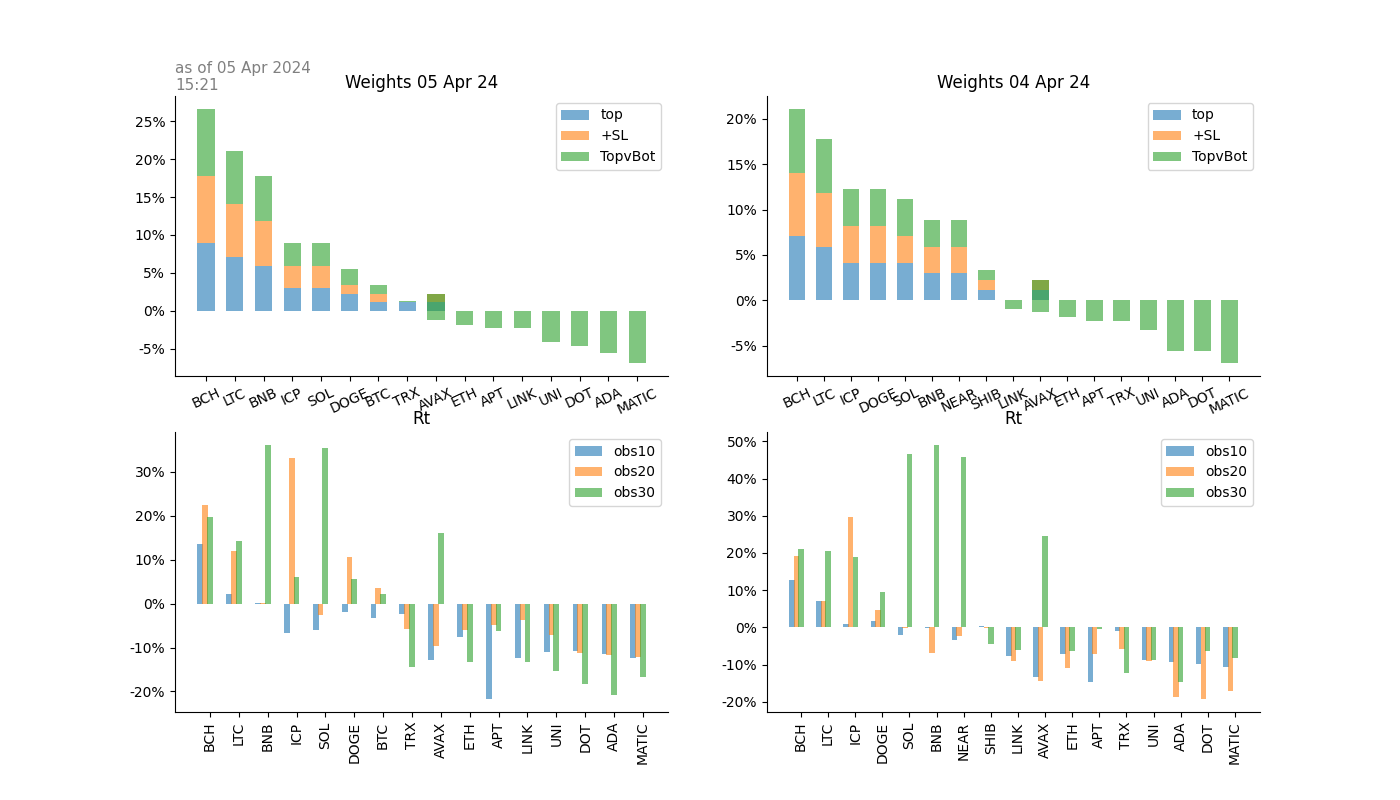 as of 05 Apr 2024
15:21
Weights 05 Apr 24
25%
20%
15%
10%
5%
0%
-5%
top
+SL
TopvBot
BCH LTC BNB ICP SOL DOGE BTC TRX AVAX ETH APT LINK UNI DOT ADA MATIC
Weights 04 Apr 24
20%
15%
10%
5%
0%
-5%
top
+SL
TopvBot
BCH LTC ICP DOGE SOL BNB NEAR SHIB LINK AVAX ETH APT TRX UNI ADA DOT MATIC
Rt
30%
20%
10%
0%
-10%
-20%
obs10
obs20
obs30
BCH LTC BNB ICP SOL DOGE BTC TRX AVAX ETH APT LINK UNI DOT ADA MATIC
Rt
50%
40%
30%
20%
10%
0%
-10%
-20%
obs10
obs20
obs30
BCH LTC ICP DOGE SOL BNB NEAR SHIB LINK AVAX ETH APT TRX UNI ADA DOT MATIC